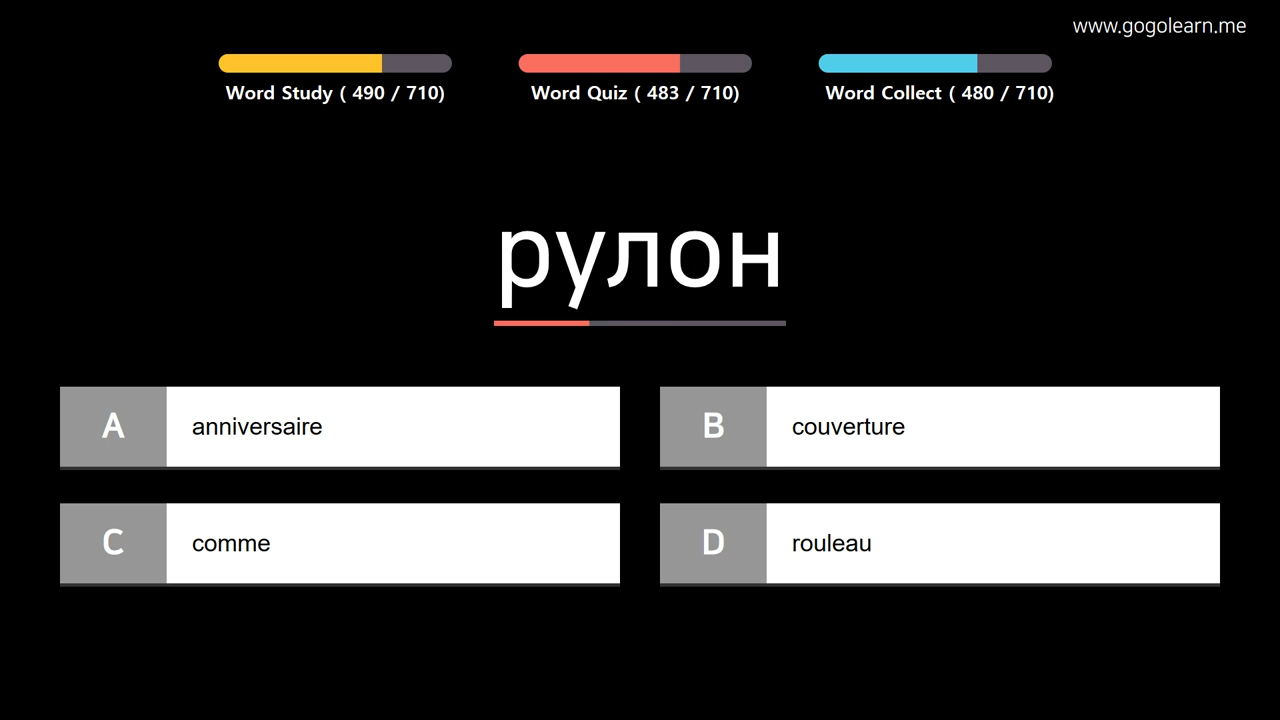 www.gogolearn.me
Word Study ( 490 / 710)
Word Quiz ( 483 / 710)
Word Collect ( 480 / 710)
рулон
A anniversaire
B couverture
C comme
D rouleau